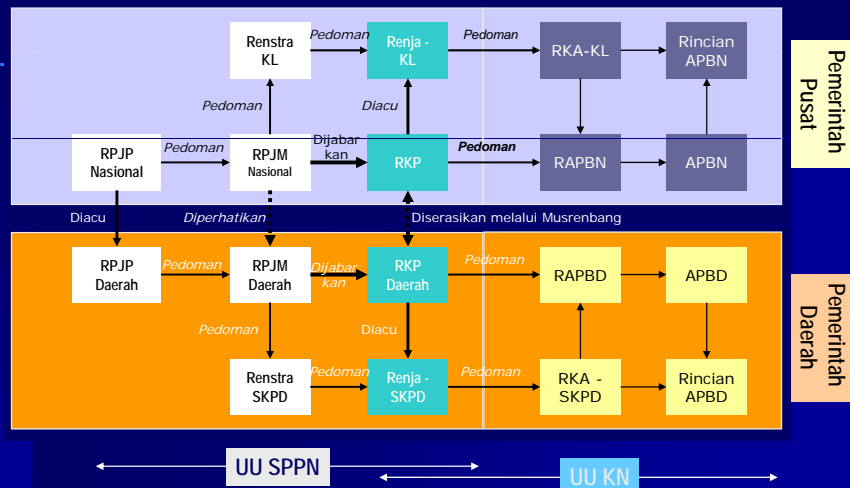 Renstra
KL
Pedoman
Renja -
KL
Pedoman
RKA-KL
Rincian
APBN
Pemerintah
Pusat
Pedoman
Diacu
RPJP
Nasional
Pedoman
RPJM
Nasional
Dijabar
kan
RKP
Pedoman
RAPBN
APBN
Diacu
Diperhatikan
Diserasikan melalui Musrenbang
RPJP
Daerah
Pedoman
RPJM
Daerah
Dijabar
kan
RKP
Daerah
Pedoman
RAPBD
APBD
Pemerintah
Daerah
Pedoman
Diacu
Renstra
SKPD
Pedoman
Renja -
SKPD
Pedoman
RKA -
SKPD
Rincian
APBD
UU SPPN
UU KN